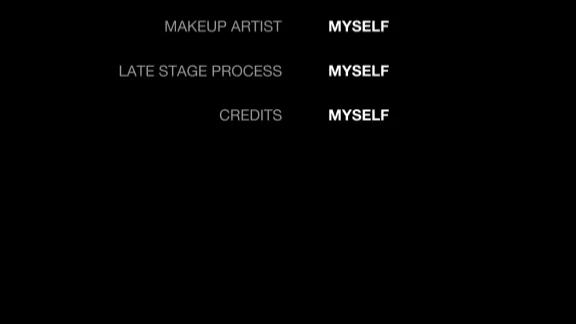 MAKEUP ARTIST MYSELF
LATE STAGE PROCESS MYSELF
CREDITS MYSELF